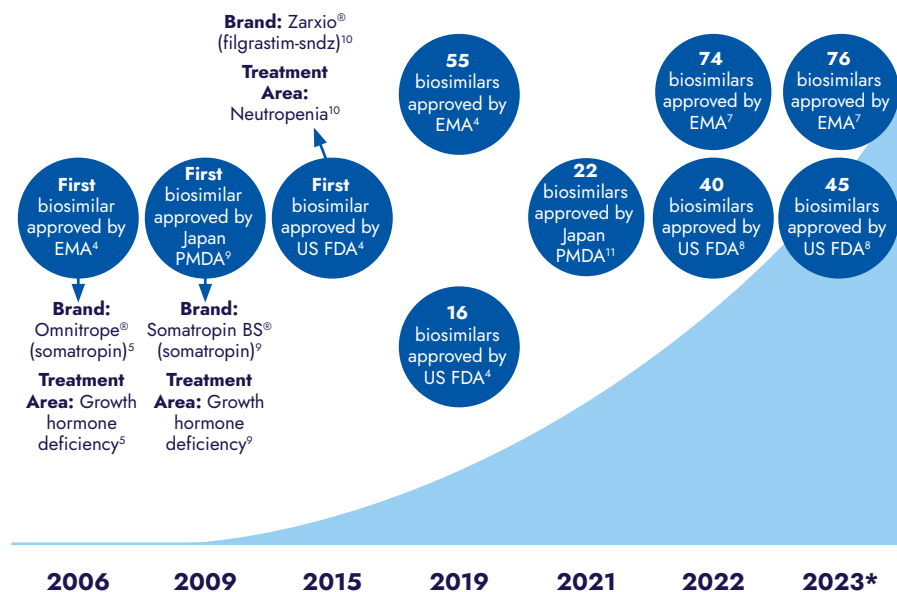 Brand: Zarxio®
(filgrastim-sndz)¹⁰
Treatment
Area:
Neutropenia¹⁰
First
biosimilar
approved by
EMA⁴
Brand:
Omnitrope®
(somatropin)⁵
Treatment
Area: Growth
hormone
deficiency⁵
First
biosimilar
approved by
Japan
PMDA⁹
Brand:
Somatropin BS®
(somatropin)⁹
Treatment
Area: Growth
hormone
deficiency⁹
First
biosimilar
approved by
US FDA⁴
55
biosimilars
approved by
EMA⁴
16
biosimilars
approved by
US FDA⁴
22
biosimilars
approved by
Japan
PMDA¹¹
74
biosimilars
approved by
EMA⁷
40
biosimilars
approved by
US FDA⁸
76
biosimilars
approved by
EMA⁷
45
biosimilars
approved by
US FDA⁸
2006
2009
2015
2019
2021
2022
2023*